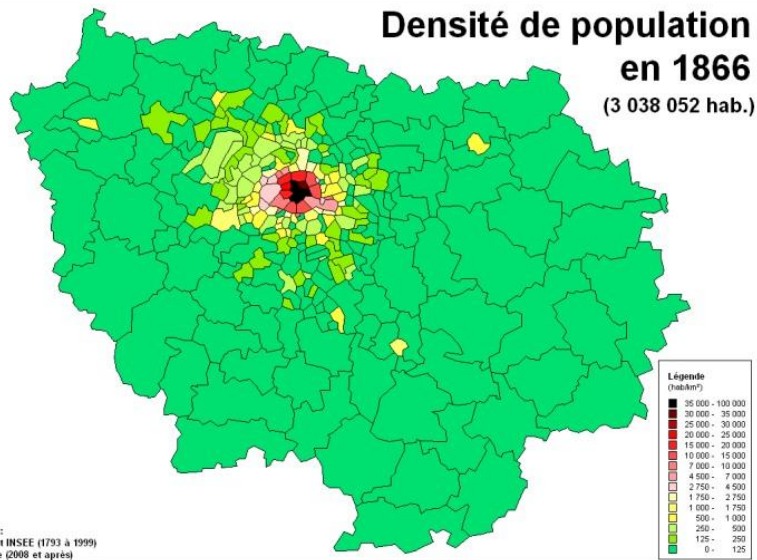 Densité de population
en 1866
(3 038 052 hab.)
Légende
(hab/km²)
35 000 - 100 000
30 000 - 35 000
25 000 - 30 000
20 000 - 25 000
15 000 - 20 000
10 000 - 15 000
7 000 - 10 000
4 500 - 7 000
2 750 - 4 500
1 750 - 2 750
1 000 - 1 750
500 - 1 000
250 - 500
125 - 250
0 - 125
:
t INSEE (1793 à 1999)
e (2008 et après)